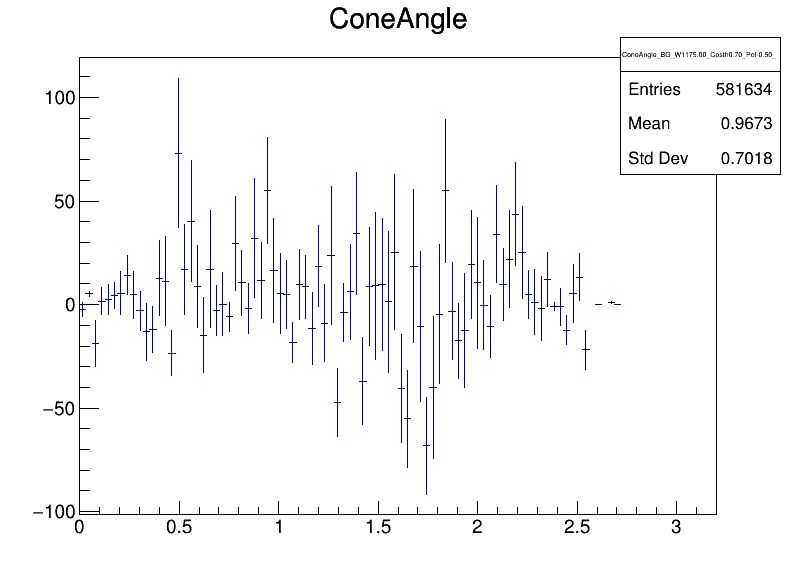 ConeAngle
ConeAngle_BG_W1175.00_Costh0.70_Pol-0.50_
Entries 581634
Mean 0.9673
Std Dev 0.7018
100
50
0
−50
−100
0 0.5 1 1.5 2 2.5 3